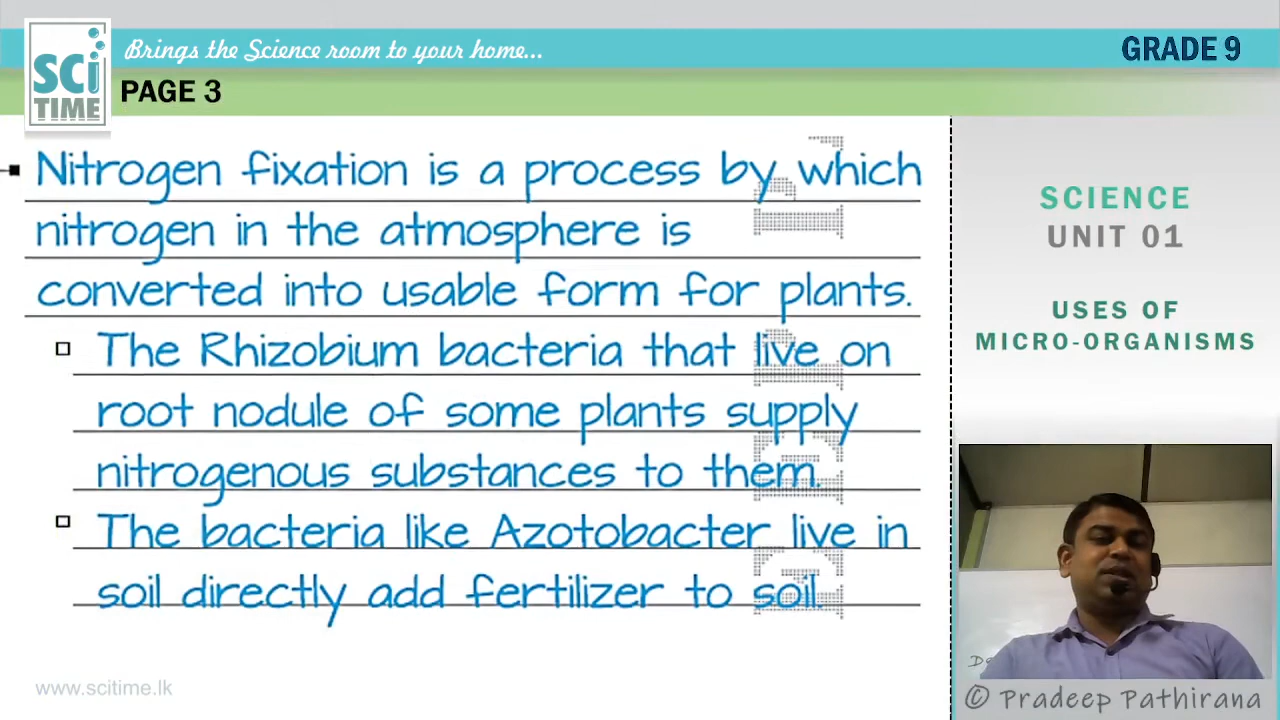 SCi
TIME
Brings the Science room to your home...
GRADE 9
PAGE 3
Nitrogen fixation is a process by which
nitrogen in the atmosphere is
converted into usable form for plants.
The Rhizobium bacteria that live on
root nodule of some plants supply
nitrogenous substances to them.
The bacteria like Azotobacter live in
soil directly add fertilizer to soil.
www.scitime.lk
SCIENCE
UNIT 01
USES OF
MICRO-ORGANISMS
© Pradeep Pathirana